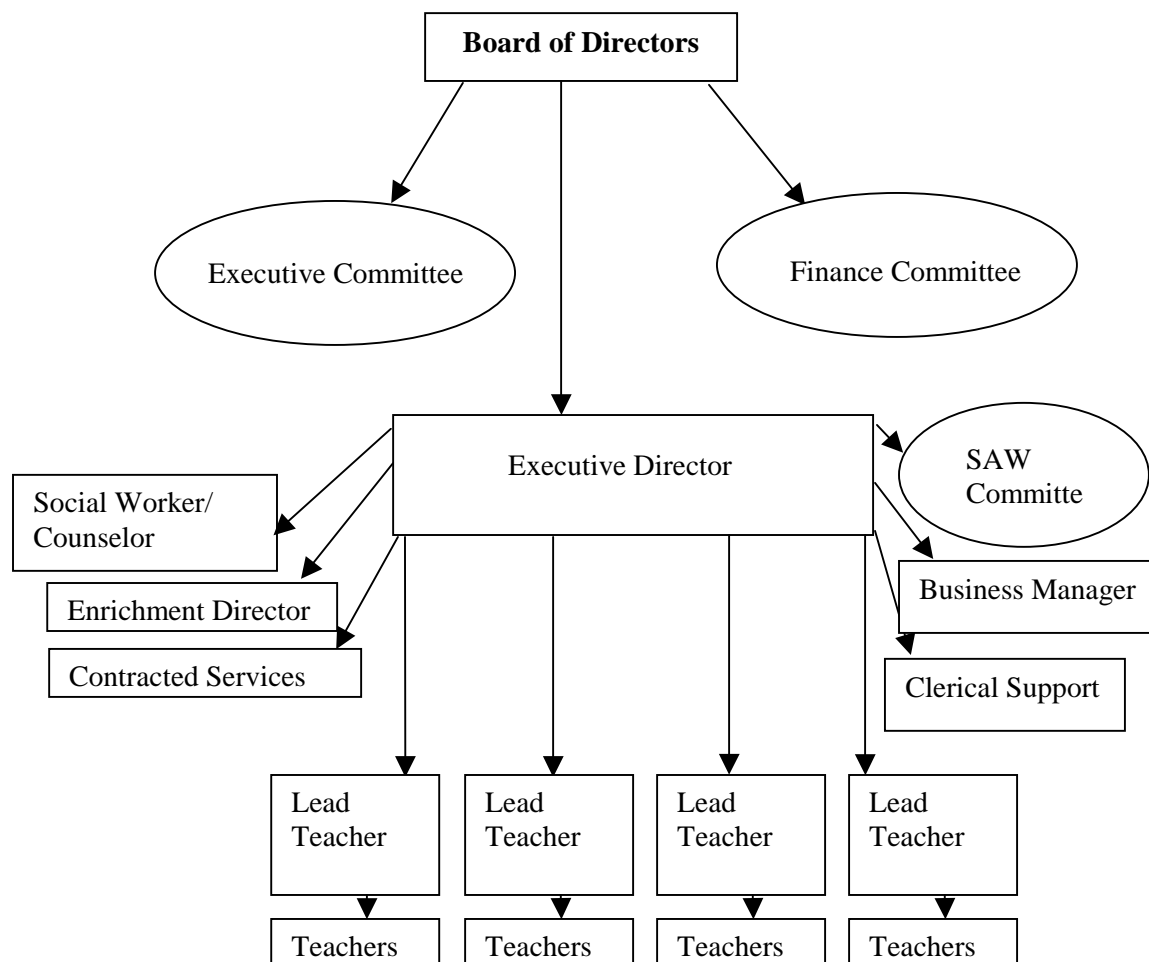 Board of Directors
Executive Committee
Finance Committee
Executive Director
SAW
Committe
Social Worker/
Counselor
Enrichment Director
Contracted Services
Business Manager
Clerical Support
Lead
Teacher
Lead
Teacher
Lead
Teacher
Lead
Teacher
Teachers
Teachers
Teachers
Teachers